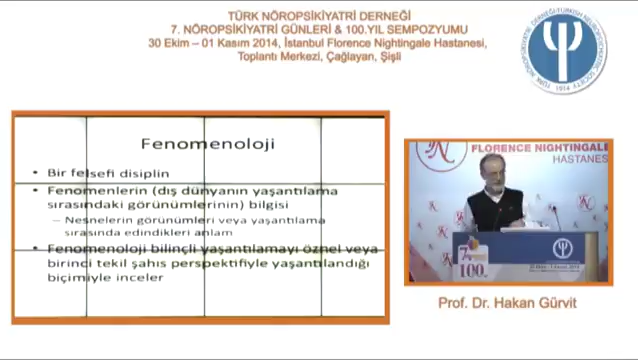 TÜRK NÖROPSİKİYATRİ DERNEĞİ
7. NÖROPSİKİYATRİ GÜNLERİ & 100.YIL SEMPOZYUMU
30 Ekim – 01 Kasım 2014, İstanbul Florence Nightingale Hastanesi,
Toplantı Merkezi, Çağlayan, Şişli
Fenomenoloji
• Bir felsefi disiplin
• Fenomenlerin (dış dünyanın yaşantılama
sırasındaki görünümlerinin) bilgisi
– Nesnelerin görünümleri veya yaşantılama
sırasında edindikleri anlam
• Fenomenoloji bilinçli yaşantılamayı öznel veya
birinci tekil şahıs perspektifiyle yaşantılandığı
biçimiyle inceler
FLORENCE NIGHTINGALE
HASTANESİ
100
Prof. Dr. Hakan Gürvit